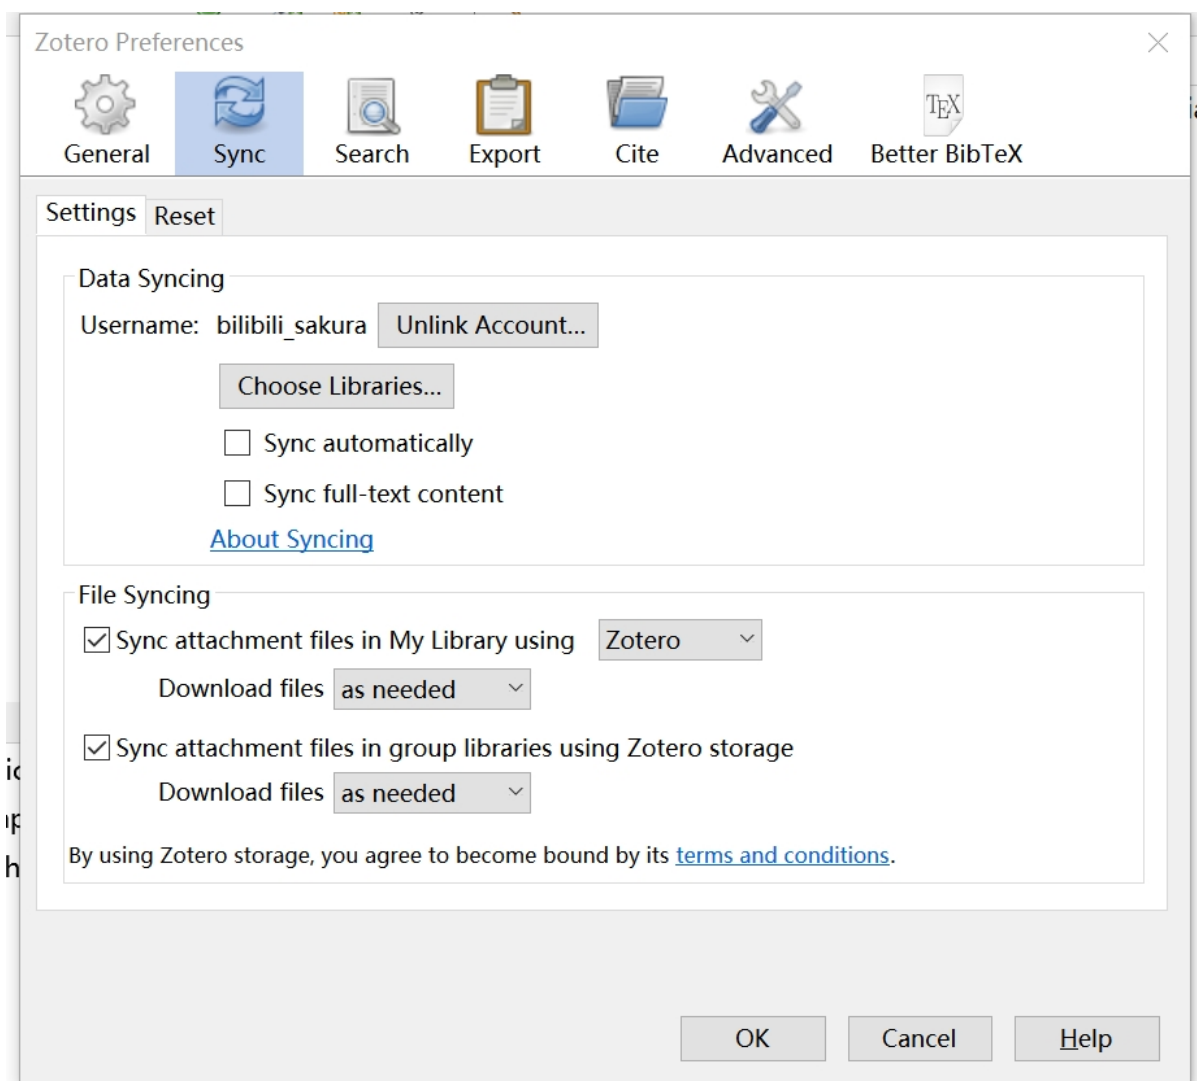 Zotero Preferences
General Sync Search Export Cite Advanced TEX Better BibTeX
Settings Reset
Data Syncing
Username: bilibili_sakura Unlink Account...
Choose Libraries...
Sync automatically
Sync full-text content
About Syncing
File Syncing
Sync attachment files in My Library using Zotero
Download files as needed
Sync attachment files in group libraries using Zotero storage
Download files as needed
By using Zotero storage, you agree to become bound by its terms and conditions.
OK Cancel Help